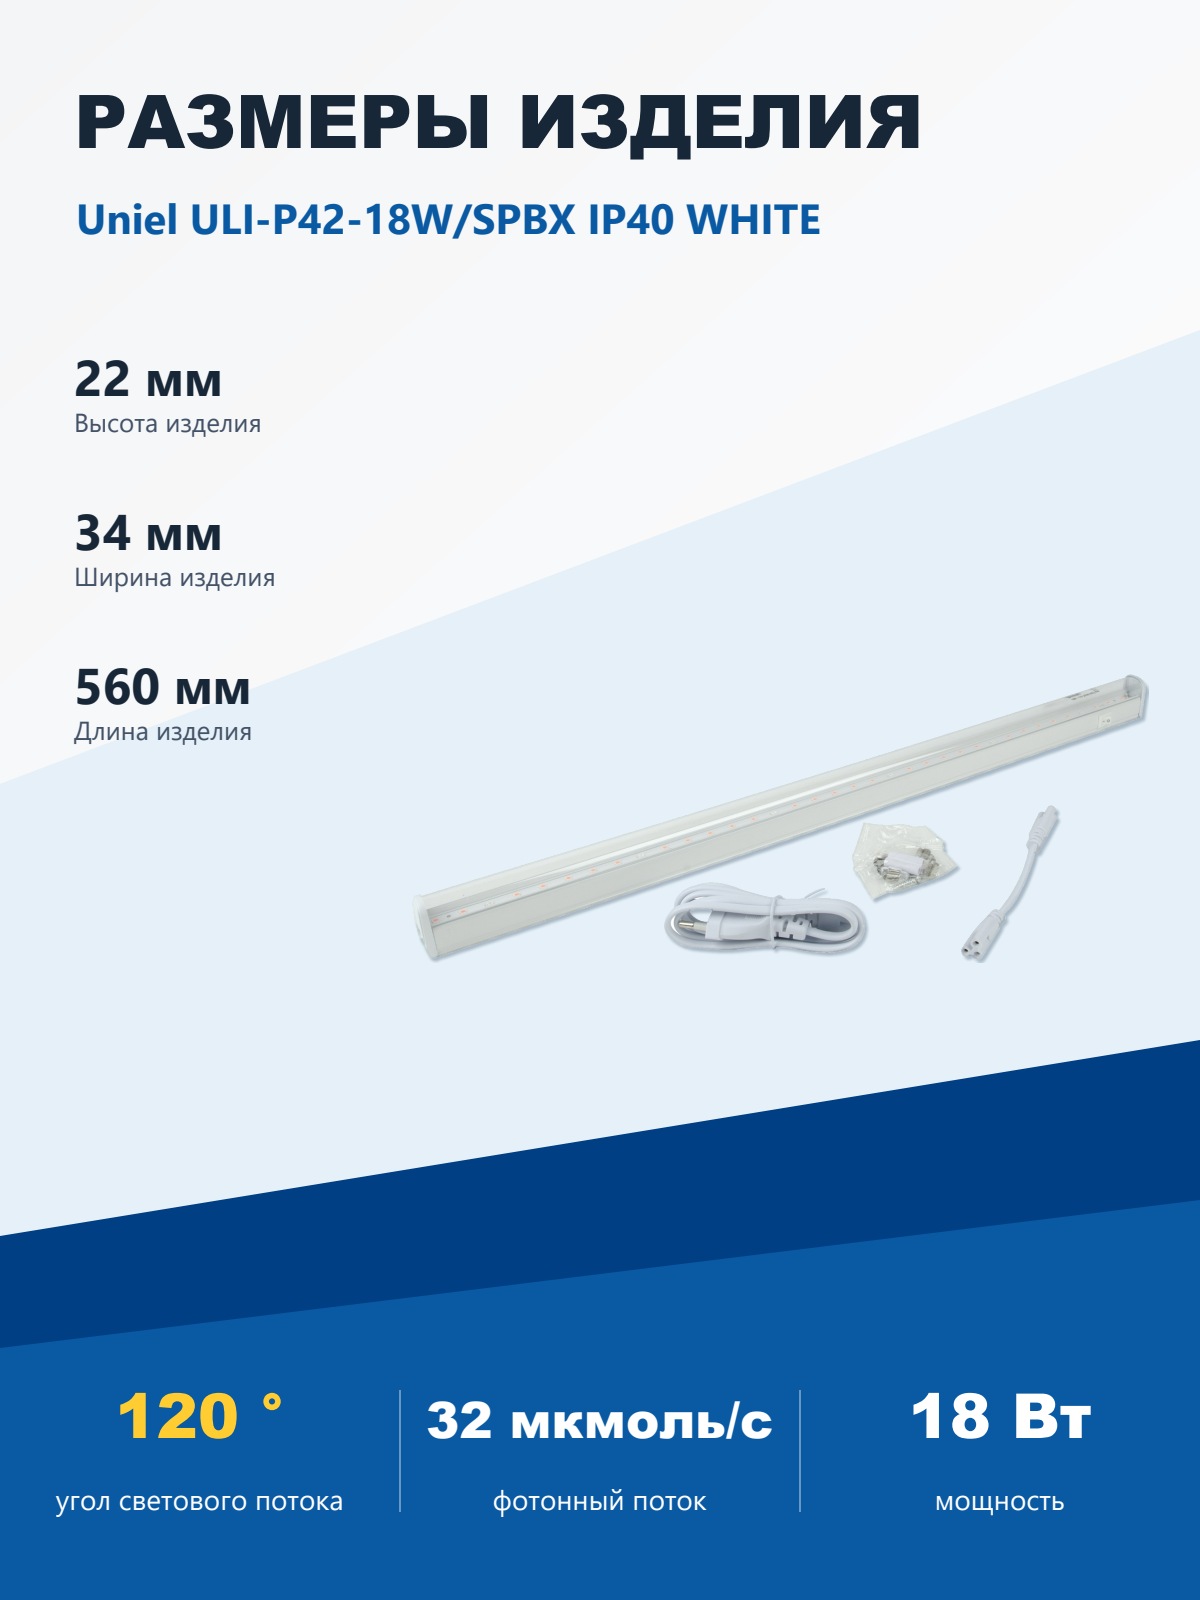 РАЗМЕРЫ ИЗДЕЛИЯ
Uniel ULI-P42-18W/SPBX IP40 WHITE
22 мм
Высота изделия
34 мм
Ширина изделия
560 мм
Длина изделия
120 °
угол светового потока
32 мкмоль/с
фотонный поток
18 Вт
мощность